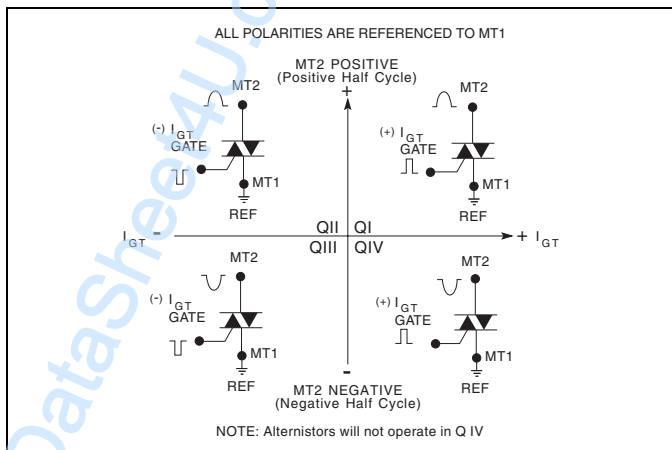 ALL POLARITIES ARE REFERENCED TO MT1
MT2 POSITIVE
(Positive Half Cycle)
+
MT2
(-) IGT
GATE
MT1
REF
MT2
(+) IGT
GATE
MT1
REF
IGT -
QII QI
QIII QIV
+ IGT
MT2
(-) IGT
GATE
MT1
REF
MT2
(+) IGT
GATE
MT1
REF
-
MT2 NEGATIVE
(Negative Half Cycle)
NOTE: Alternistors will not operate in Q IV
DataSheet4U.c